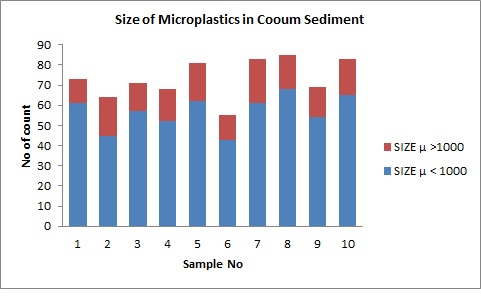 Size of Microplastics in Cooum Sediment
No of count
90
80
70
60
50
40
30
20
10
0
1 2 3 4 5 6 7 8 9 10
Sample No
SIZE µ >1000
SIZE µ < 1000